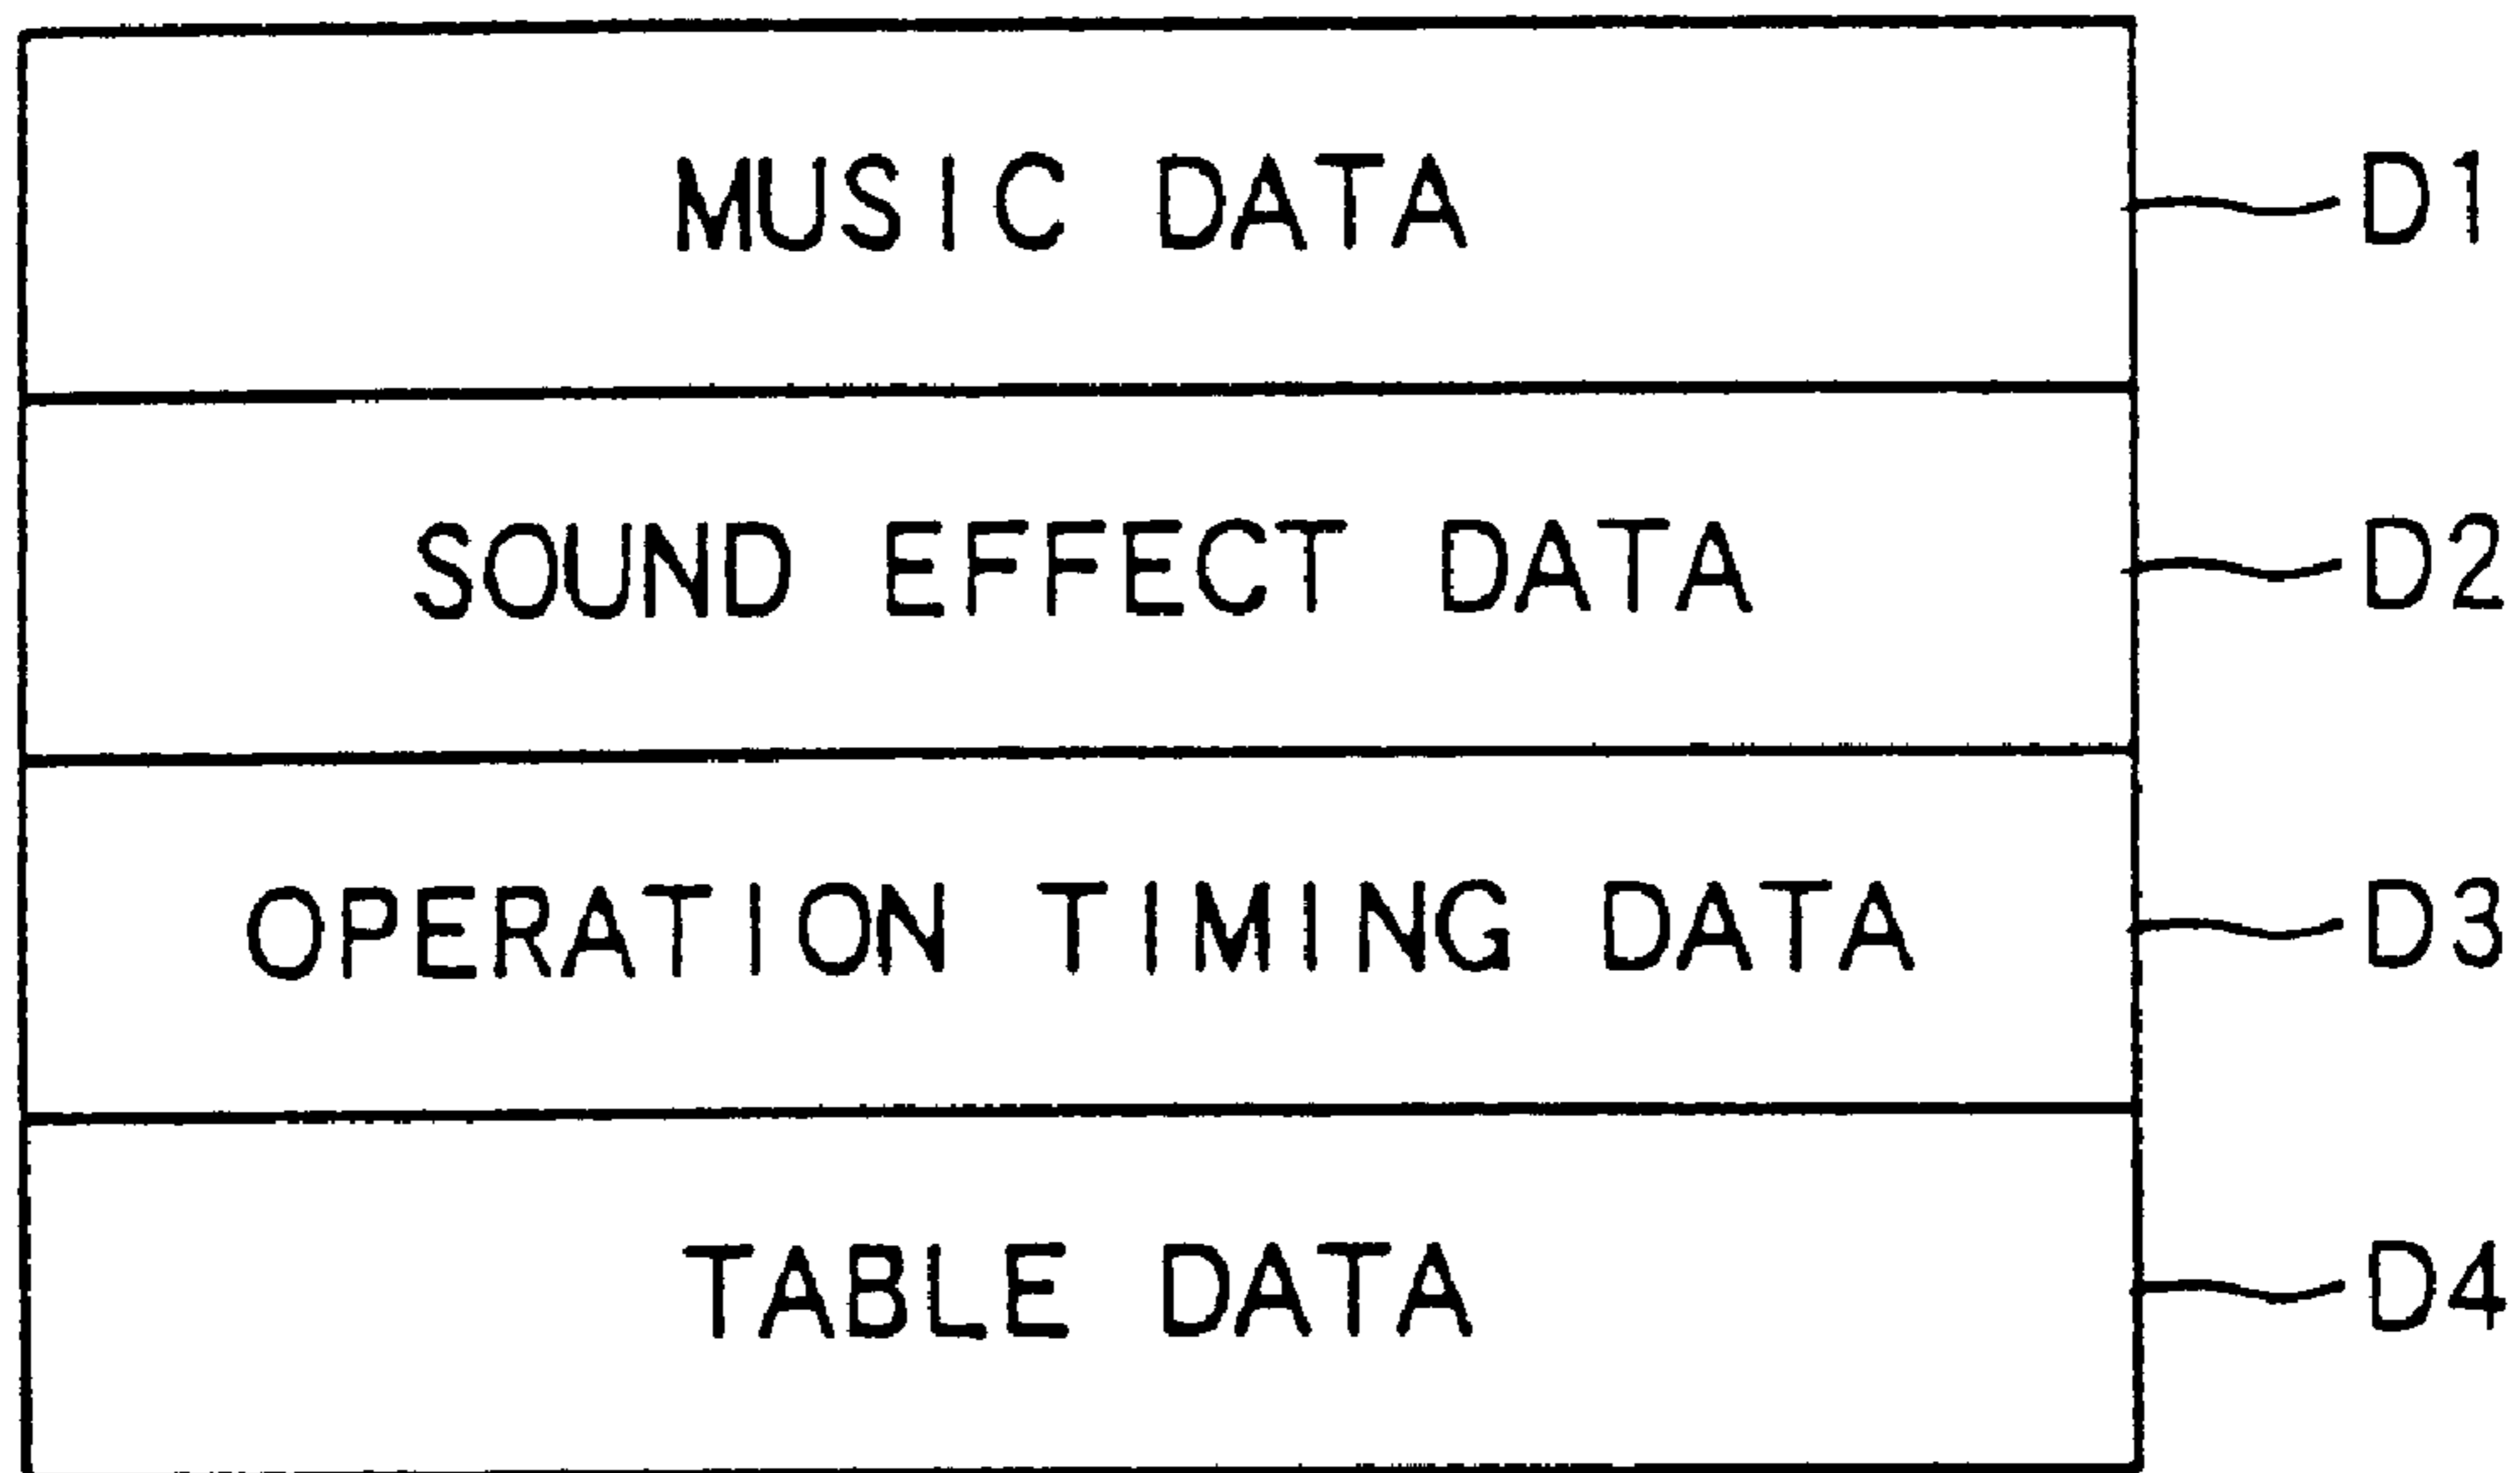 MUSIC DATA D1
SOUND EFFECT DATA D2
OPERATION TIMING DATA D3
TABLE DATA D4